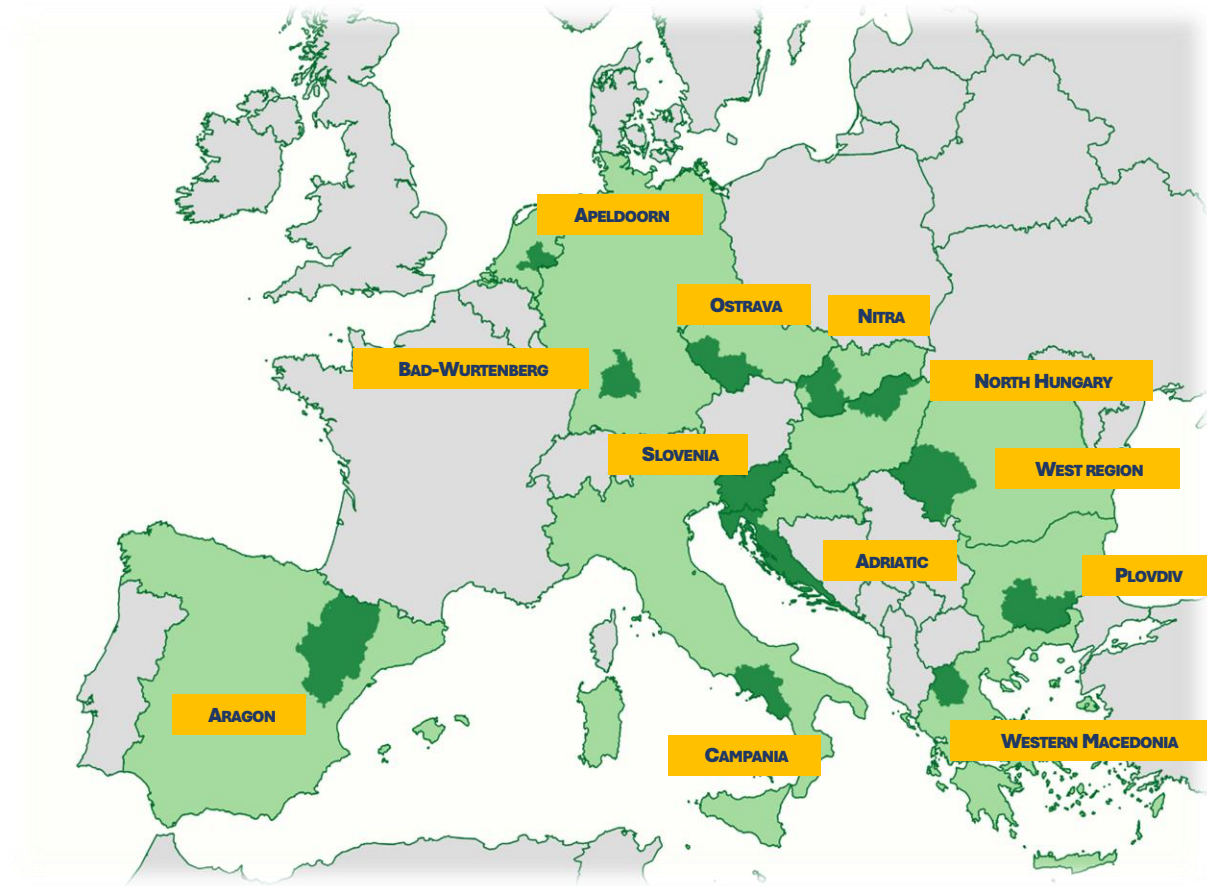 APELDOORN
OSTRAVA
NITRA
BAD-WURTENBERG
NORTH HUNGARY
SLOVENIA
WEST REGION
ADRIATIC
PLOVDIV
ARAGON
WESTERN MACEDONIA
CAMPANIA